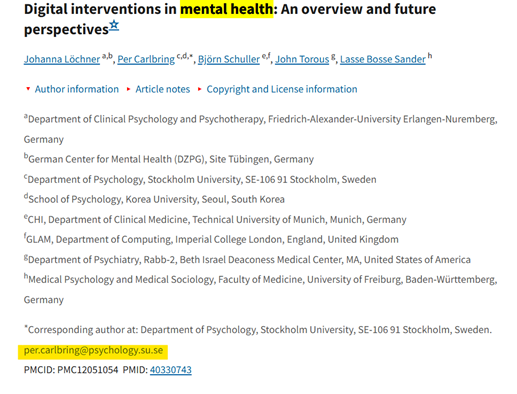 Digital interventions in mental health: An overview and future
perspectives☆
Johanna Löchner a,b, Per Carlbring c,d,*, Björn Schuller e,f, John Torous g, Lasse Bosse Sander h
▾ Author information ▸ Article notes ▸ Copyright and License information
aDepartment of Clinical Psychology and Psychotherapy, Friedrich-Alexander-University Erlangen-Nuremberg,
Germany
bGerman Center for Mental Health (DZPG), Site Tübingen, Germany
cDepartment of Psychology, Stockholm University, SE-106 91 Stockholm, Sweden
dSchool of Psychology, Korea University, Seoul, South Korea
eCHI, Department of Clinical Medicine, Technical University of Munich, Munich, Germany
fGLAM, Department of Computing, Imperial College London, England, United Kingdom
gDepartment of Psychiatry, Rabb-2, Beth Israel Deaconess Medical Center, MA, United States of America
hMedical Psychology and Medical Sociology, Faculty of Medicine, University of Freiburg, Baden-Württemberg,
Germany
*Corresponding author at: Department of Psychology, Stockholm University, SE-106 91 Stockholm, Sweden.
per.carlbring@psychology.su.se
PMCID: PMC12051054 PMID: 40330743